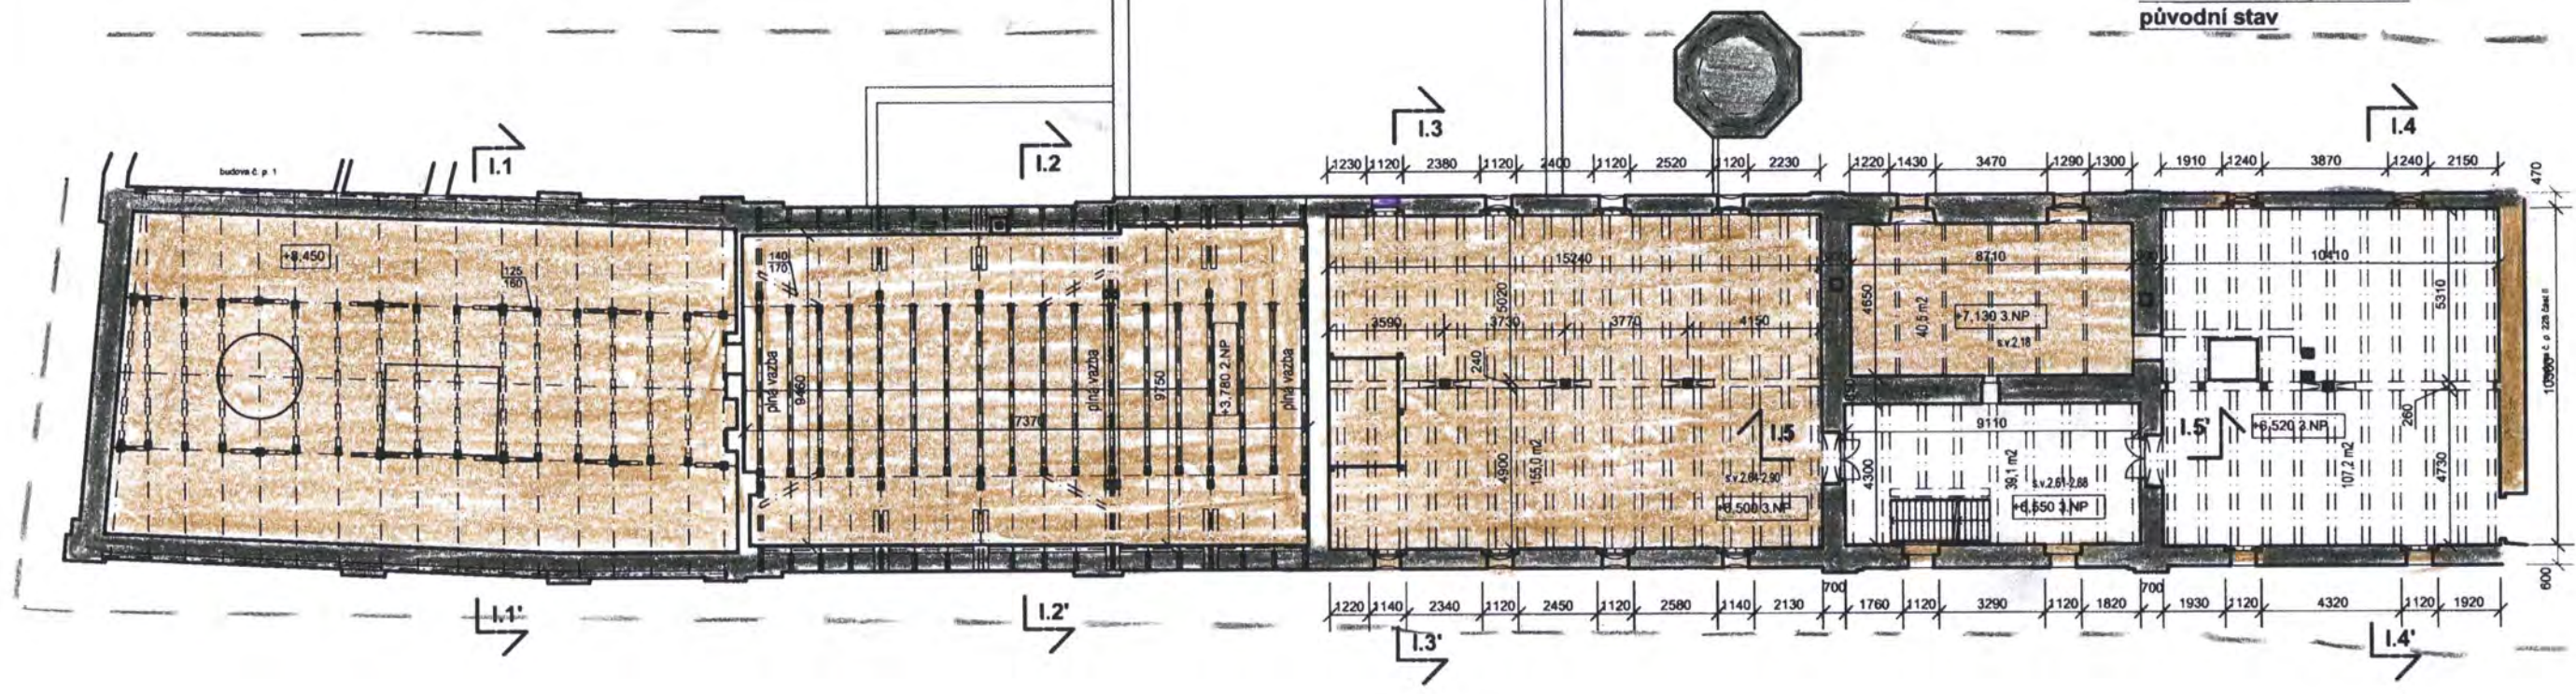 původní stav
I.1
I.2
I.3
I.4
budova č. p. 1
1230 1120 2380 1120 2400 1120 2520 1120 2230
1220 1430 3470 1290 1300
1910 1240 3870 1240 2150
470
+8,450
125
160
140
170
plná vazba
9460
plná vazba
9750
+3,780 2.NP
plná vazba
15240
5020
3590 3730 3770 4150
240
4900
155,0 m2
s.v.2,64-2,90
+6,500 3.NP
I.5
8710
4650
40,5 m2
+7,130 3.NP
s.v.2,18
9110
4300
39,1 m2
s.v.2,61-2,68
+6,550 3.NP
10410
5310
I.5'
+6,520 3.NP
260
107,2 m2
4730
600
700
700
1220 1140 2340 1120 2450 1120 2580 1140 2130
1760 1120 3290 1120 1820
1930 1120 4320 1120 1920
I.1'
I.2'
I.3'
I.4'